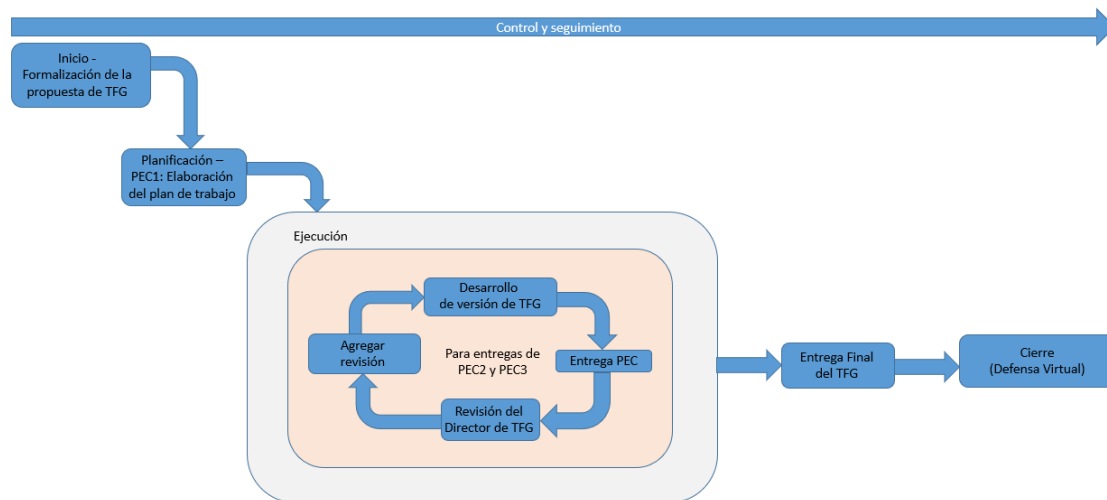 Control y seguimiento
Inicio -
Formalización de la
propuesta de TFG
Planificación –
PEC1: Elaboración
del plan de trabajo
Ejecución
Desarrollo
de versión de TFG
Agregar
revisión
Para entregas de
PEC2 y PEC3
Entrega PEC
Revisión del
Director de TFG
Entrega Final
del TFG
Cierre
(Defensa Virtual)